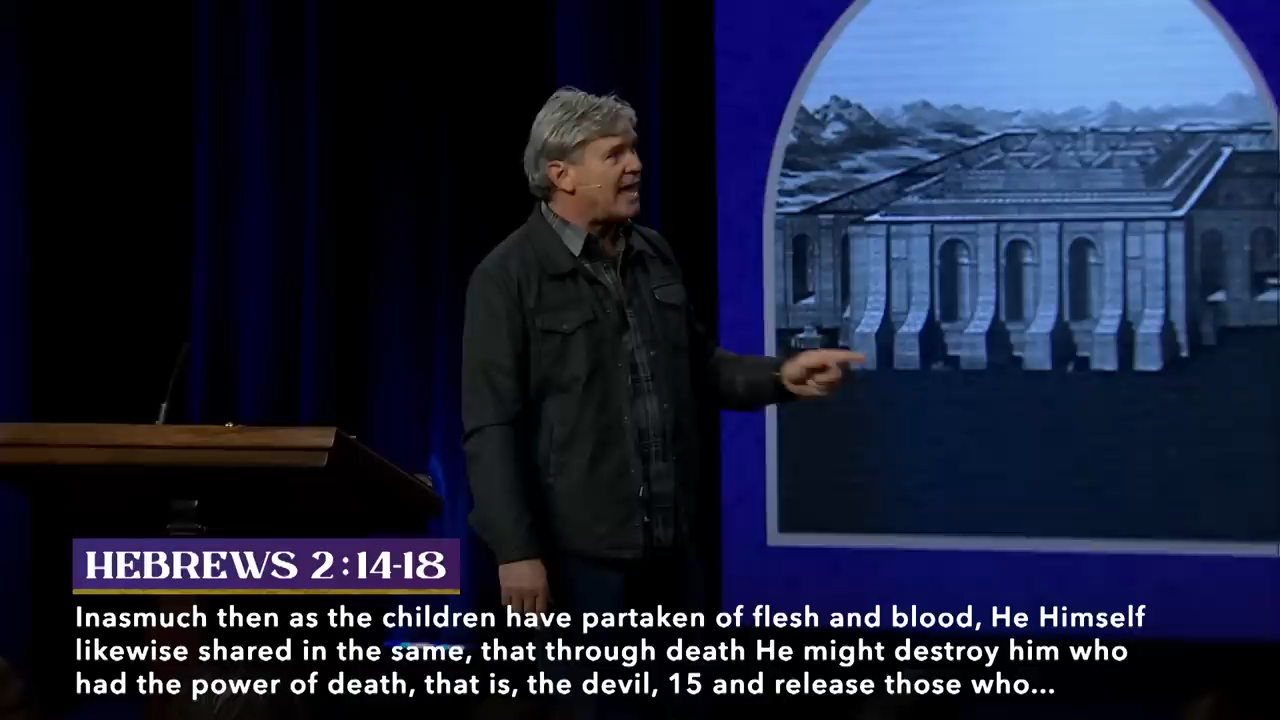 HEBREWS 2:14-18
Inasmuch then as the children have partaken of flesh and blood, He Himself
likewise shared in the same, that through death He might destroy him who
had the power of death, that is, the devil, 15 and release those who...